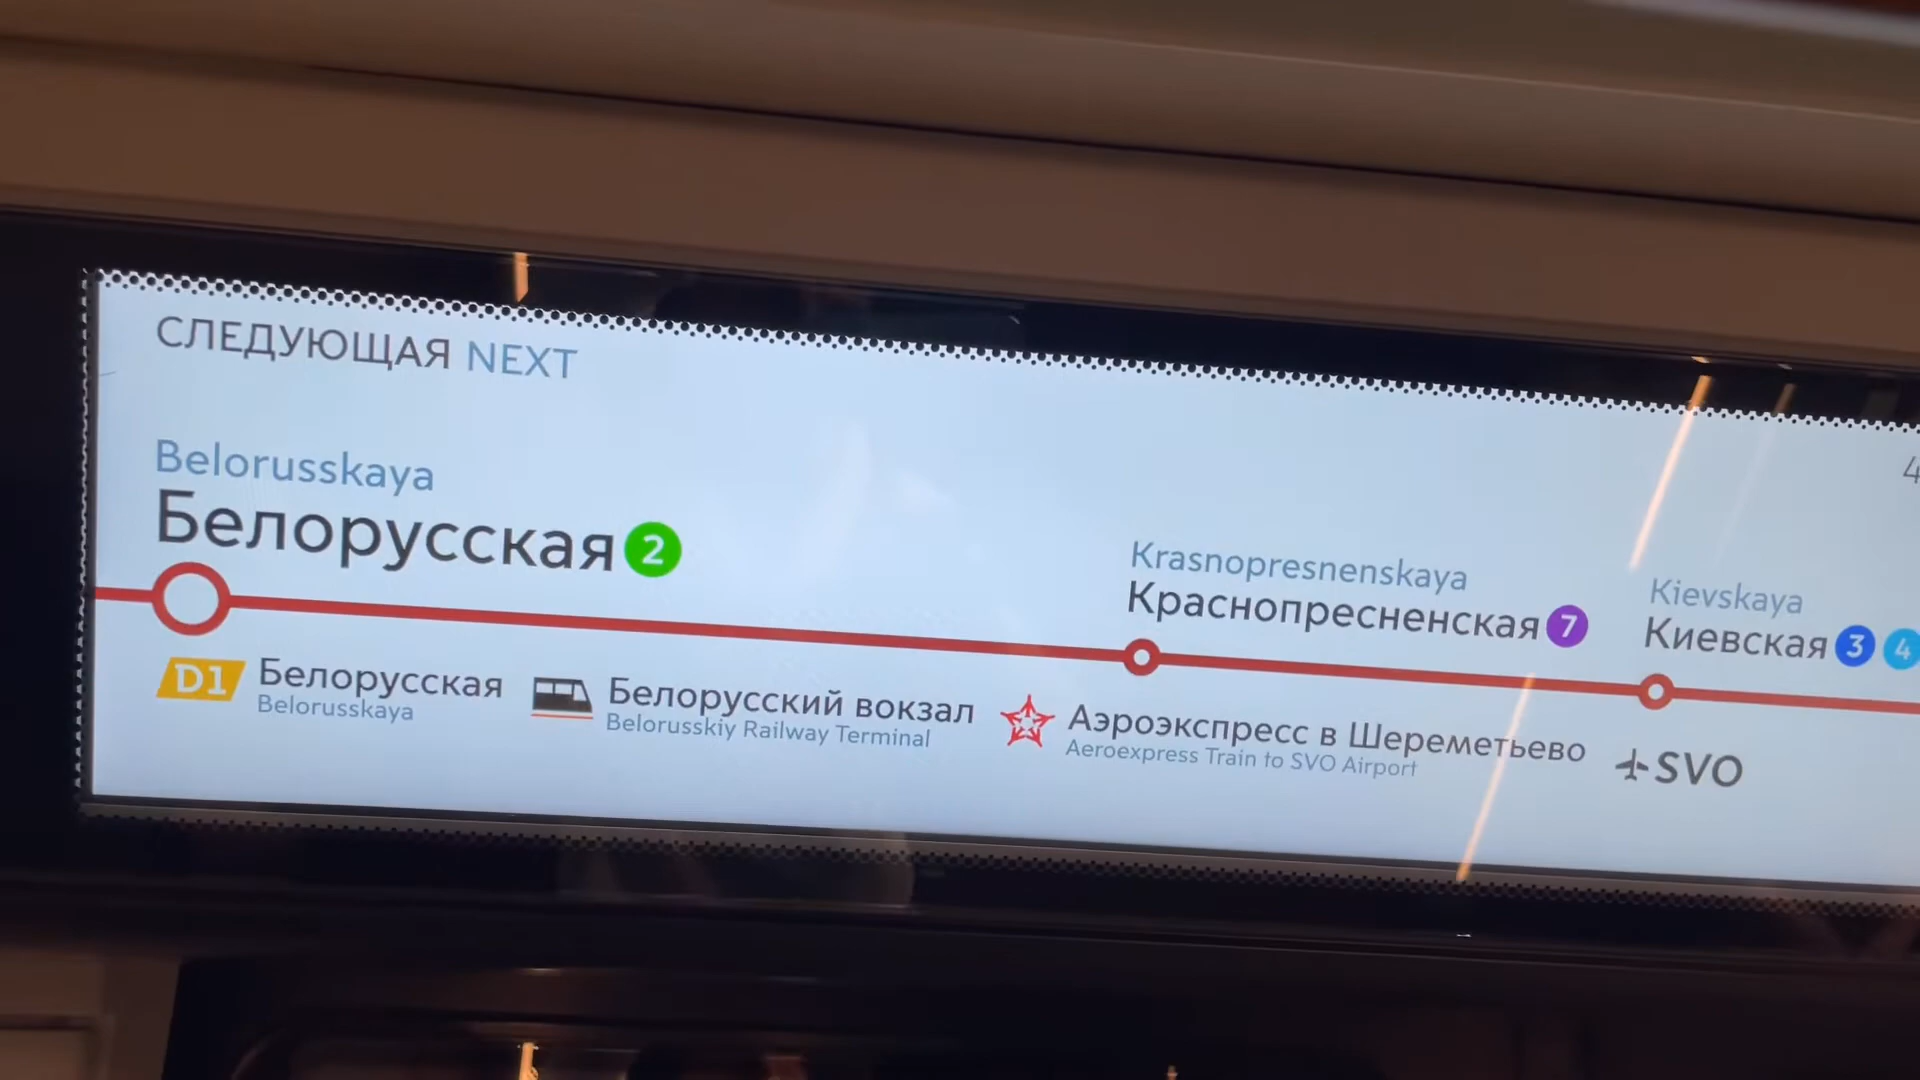 СЛЕДУЮЩАЯ NEXT
Belorusskaya
Белорусская 2
Krasnopresnenskaya
Краснопресненская 7
Kievskaya
Киевская 3 4
D1 Белорусская
Belorusskaya
Белорусский вокзал
Belorusskiy Railway Terminal
Аэроэкспресс в Шереметьево
Aeroexpress Train to SVO Airport
SVO